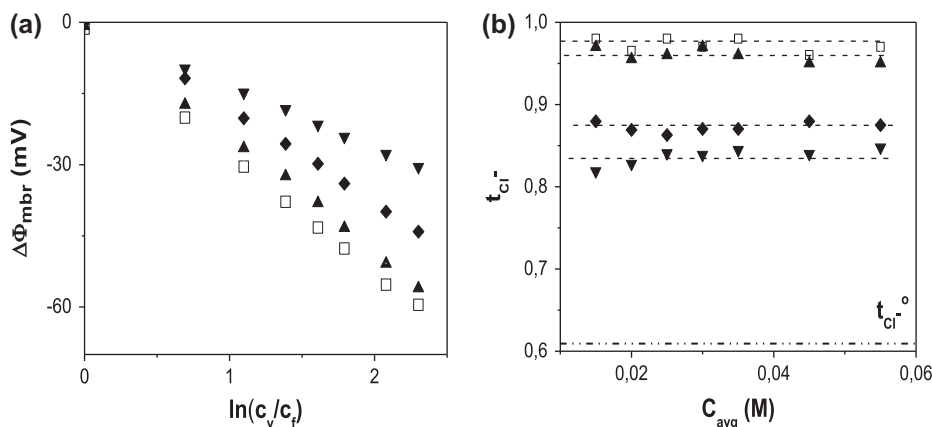 (a)
0
-30
-60
ΔΦmbr (mV)
0
1
2
ln(cv/cf)
(b)
1,0
0,9
0,8
0,7
0,6
tCl-
tCl-°
0,02
0,04
0,06
Cavg (M)